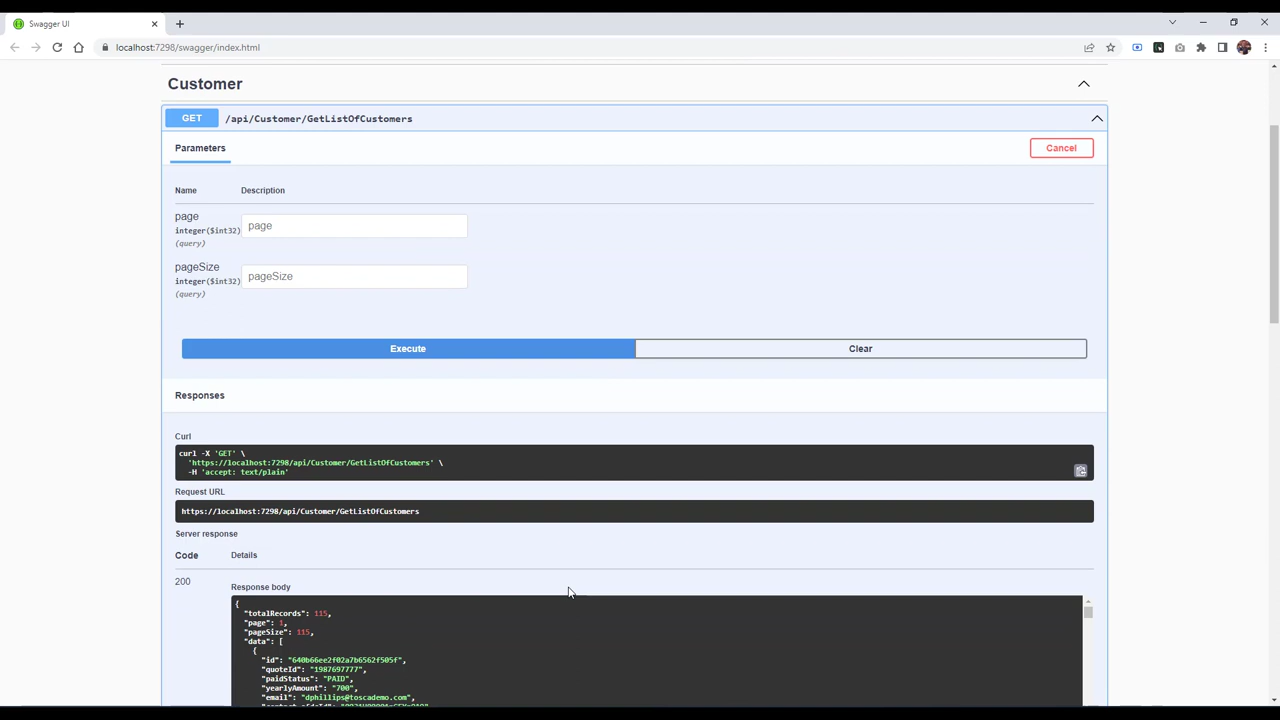 Swagger UI
localhost:7298/swagger/index.html
Customer
GET /api/Customer/GetListOfCustomers
Parameters Cancel
Name Description
page
integer($int32)
(query)
page
pageSize
integer($int32)
(query)
pageSize
Execute Clear
Responses
Curl
curl -X 'GET' \
'https://localhost:7298/api/Customer/GetListOfCustomers' \
-H 'accept: text/plain'
Request URL
https://localhost:7298/api/Customer/GetListOfCustomers
Server response
Code Details
200
Response body
{
"totalRecords": 115,
"page": 1,
"pageSize": 115,
"data": [
{
"id": "640b66ee2f02a7b6562f505f",
"quoteId": "1987697777",
"paidStatus": "PAID",
"yearlyAmount": "700",
"email": "dphillips@toscademo.com",